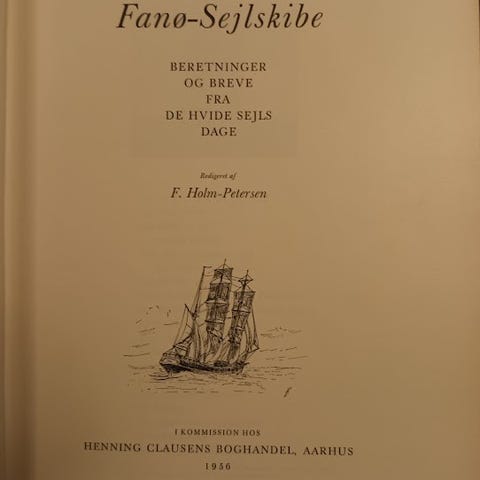 Fanø-Sejlskibe
BERETNINGER
OG BREVE
FRA
DE HVIDE SEJLS
DAGE
Redigeret af
F. Holm-Petersen
I KOMMISSION HOS
HENNING CLAUSENS BOGHANDEL, AARHUS
1956